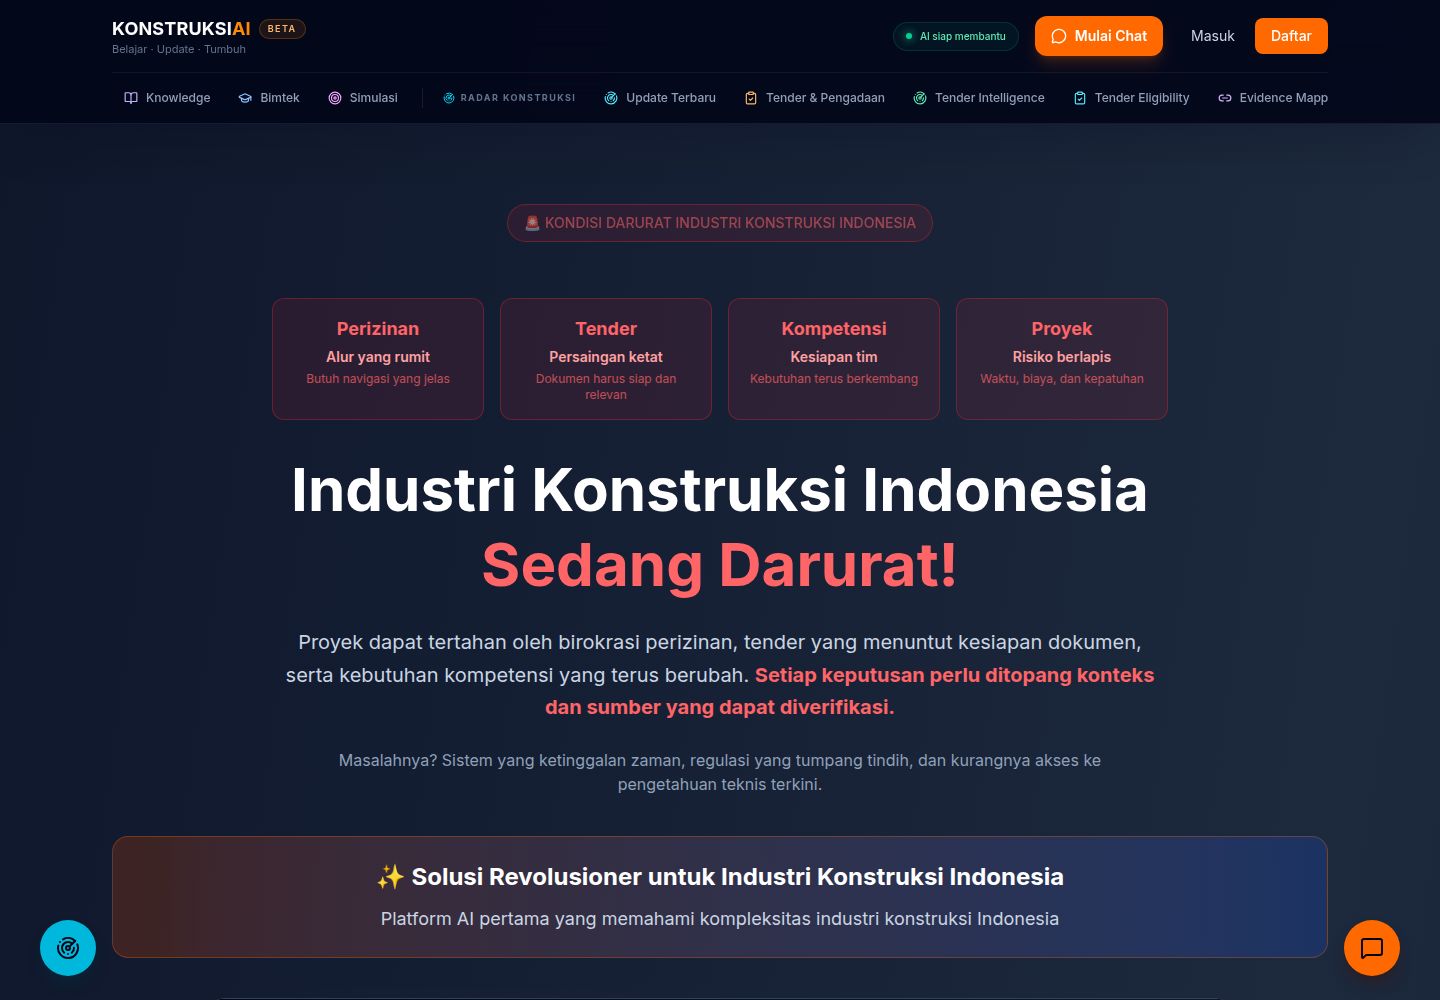 KONSTRUKSIAI BETA
Belajar · Update · Tumbuh
AI siap membantu
Mulai Chat
Masuk
Daftar
Knowledge
Bimtek
Simulasi
RADAR KONSTRUKSI
Update Terbaru
Tender & Pengadaan
Tender Intelligence
Tender Eligibility
Evidence Mapp
🚨 KONDISI DARURAT INDUSTRI KONSTRUKSI INDONESIA
Perizinan
Alur yang rumit
Butuh navigasi yang jelas
Tender
Persaingan ketat
Dokumen harus siap dan
relevan
Kompetensi
Kesiapan tim
Kebutuhan terus berkembang
Proyek
Risiko berlapis
Waktu, biaya, dan kepatuhan
Industri Konstruksi Indonesia
Sedang Darurat!
Proyek dapat tertahan oleh birokrasi perizinan, tender yang menuntut kesiapan dokumen,
serta kebutuhan kompetensi yang terus berubah. Setiap keputusan perlu ditopang konteks
dan sumber yang dapat diverifikasi.
Masalahnya? Sistem yang ketinggalan zaman, regulasi yang tumpang tindih, dan kurangnya akses ke
pengetahuan teknis terkini.
✨ Solusi Revolusioner untuk Industri Konstruksi Indonesia
Platform AI pertama yang memahami kompleksitas industri konstruksi Indonesia